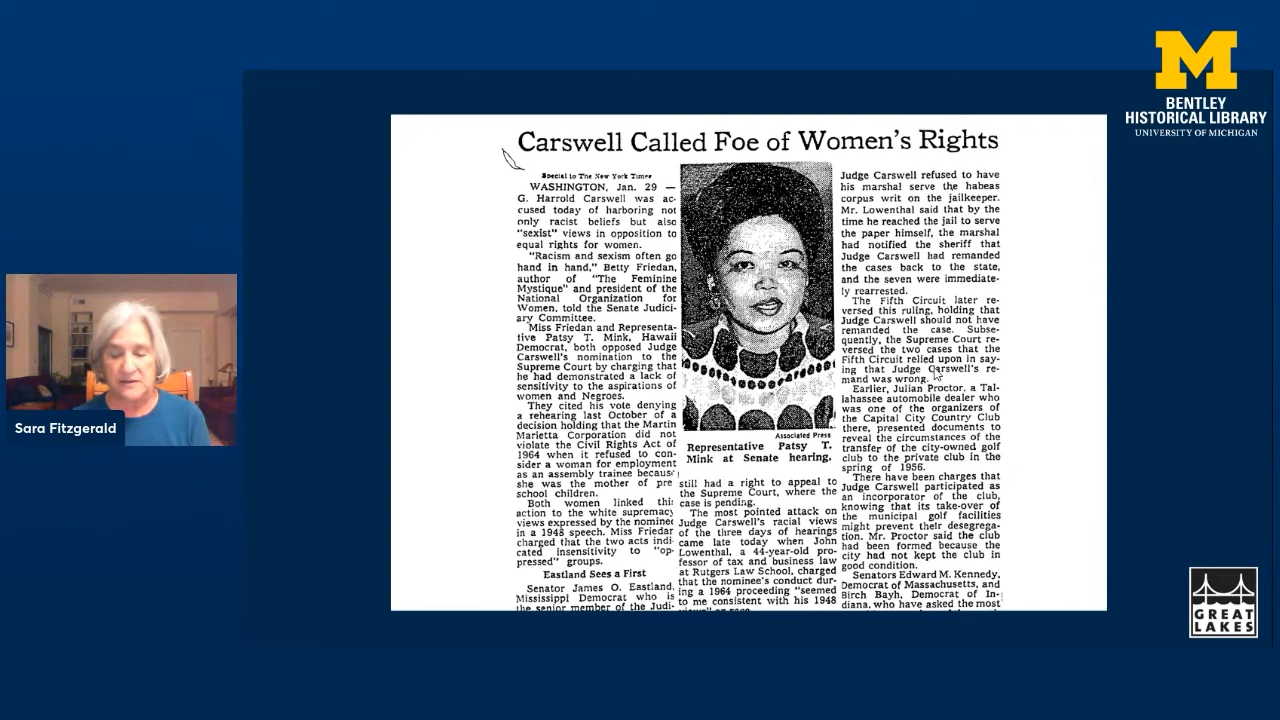 M
BENTLEY
HISTORICAL LIBRARY
UNIVERSITY OF MICHIGAN
Sara Fitzgerald
GREAT
LAKES
Carswell Called Foe of Women's Rights
Special to The New York Times
WASHINGTON, Jan. 29 —
G. Harrold Carswell was ac-
cused today of harboring not
only racist beliefs but also
"sexist" views in opposition to
equal rights for women.
"Racism and sexism often go
hand in hand," Betty Friedan,
author of "The Feminine
Mystique" and president of the
National Organization for
Women, told the Senate Judici-
ary Committee.
Miss Friedan and Representa-
tive Patsy T. Mink, Hawaii
Democrat, both opposed Judge
Carswell's nomination to the
Supreme Court by charging that
he had demonstrated a lack of
sensitivity to the aspirations of
women and Negroes.
They cited his vote denying
a rehearing last October of a
decision holding that the Martin
Marietta Corporation did not
violate the Civil Rights Act of
1964 when it refused to con-
sider a woman for employment
as an assembly trainee because
she was the mother of pre
school children.
Both women linked this
action to the white supremacy
views expressed by the nominee
in a 1948 speech. Miss Friedan
charged that the two acts indi-
cated insensitivity to "op-
pressed" groups.
Eastland Sees a First
Senator James O. Eastland,
Mississippi Democrat who is
the senior member of the Judi-
Associated Press
Representative Patsy T.
Mink at Senate hearing.
still had a right to appeal to
the Supreme Court, where the
case is pending.
The most pointed attack on
Judge Carswell's racial views
of the three days of hearings
came late today when John
Lowenthal, a 44-year-old pro-
fessor of tax and business law
at Rutgers Law School, charged
that the nominee's conduct dur-
ing a 1964 proceeding "seemed
to me consistent with his 1948
Judge Carswell refused to have
his marshal serve the habeas
corpus writ on the jailkeeper.
Mr. Lowenthal said that by the
time he reached the jail to serve
the paper himself, the marshal
had notified the sheriff that
Judge Carswell had remanded
the cases back to the state,
and the seven were immediate-
ly rearrested.
The Fifth Circuit later re-
versed this ruling, holding that
Judge Carswell should not have
remanded the case. Subse-
quently, the Supreme Court re-
versed the two cases that the
Fifth Circuit relied upon in say-
ing that Judge Carswell's re-
mand was wrong.
Earlier, Julian Proctor, a Tal-
lahassee automobile dealer who
was one of the organizers of
the Capital City Country Club
there, presented documents to
reveal the circumstances of the
transfer of the city-owned golf
club to the private club in the
spring of 1956.
There have been charges that
Judge Carswell participated as
an incorporator of the club,
knowing that its take-over of
the municipal golf facilities
might prevent their desegrega-
tion. Mr. Proctor said the club
had been formed because the
city had not kept the club in
good condition.
Senators Edward M. Kennedy,
Democrat of Massachusetts, and
Birch Bayh, Democrat of In-
diana, who have asked the most